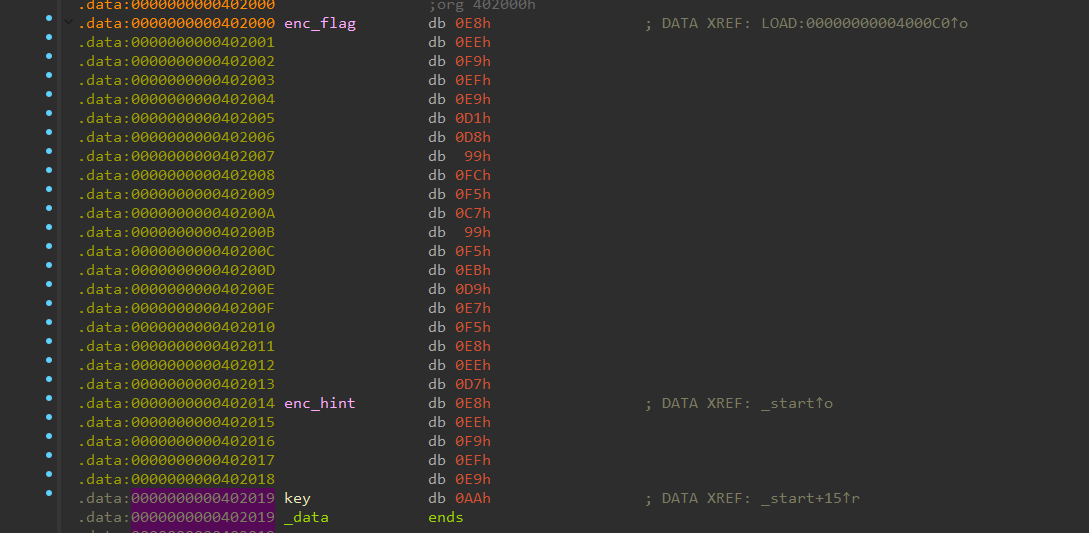 .data:0000000000402000 ;org 402000h
.data:0000000000402000 enc_flag db 0E8h ; DATA XREF: LOAD:00000000004000C0↑o
.data:0000000000402001 db 0EEh
.data:0000000000402002 db 0F9h
.data:0000000000402003 db 0EFh
.data:0000000000402004 db 0E9h
.data:0000000000402005 db 0D1h
.data:0000000000402006 db 0D8h
.data:0000000000402007 db 99h
.data:0000000000402008 db 0FCh
.data:0000000000402009 db 0F5h
.data:000000000040200A db 0C7h
.data:000000000040200B db 99h
.data:000000000040200C db 0F5h
.data:000000000040200D db 0EBh
.data:000000000040200E db 0D9h
.data:000000000040200F db 0E7h
.data:0000000000402010 db 0F5h
.data:0000000000402011 db 0E8h
.data:0000000000402012 db 0EEh
.data:0000000000402013 db 0D7h
.data:0000000000402014 enc_hint db 0E8h ; DATA XREF: _start↑o
.data:0000000000402015 db 0EEh
.data:0000000000402016 db 0F9h
.data:0000000000402017 db 0EFh
.data:0000000000402018 db 0E9h
.data:0000000000402019 key db 0AAh ; DATA XREF: _start+15↑r
.data:0000000000402019 _data ends